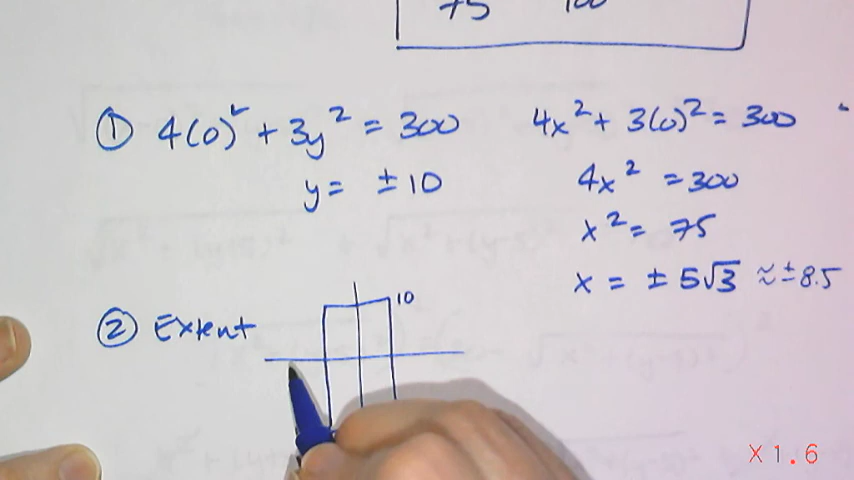 75 100
① 4(0)² + 3y² = 300 4x² + 3(0)² = 300
y = ±10 4x² = 300
x² = 75
x = ± 5√3 ≈ ±8.5
② Extent 10
X1.6